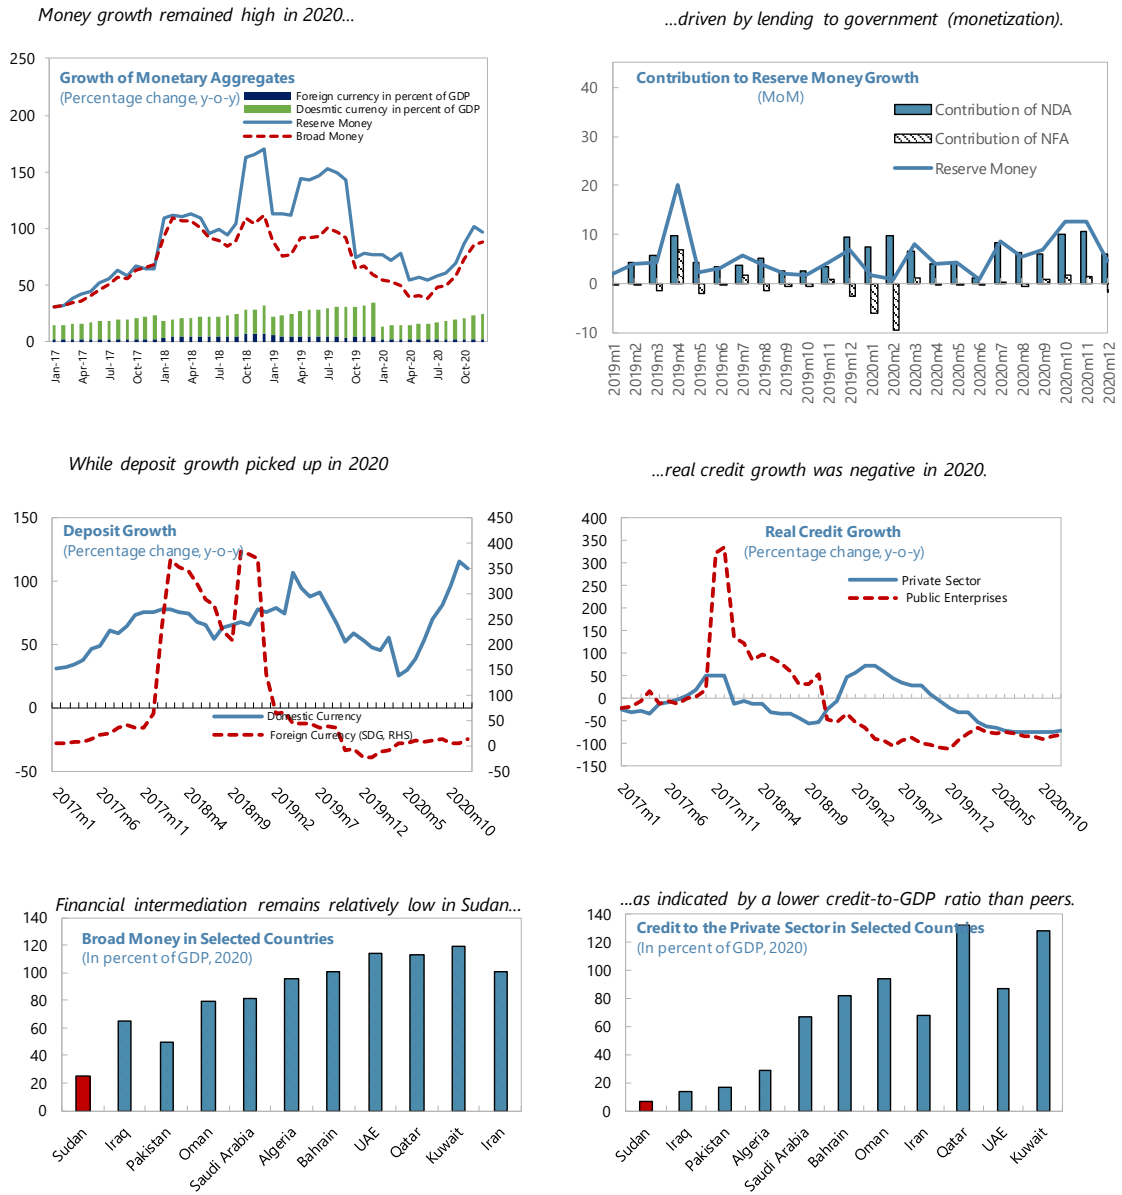 Money growth remained high in 2020...
...driven by lending to government (monetization).
250
200
150
100
50
0
Growth of Monetary Aggregates
(Percentage change, y-o-y)
Foreign currency in percent of GDP
Doesmtic currency in percent of GDP
Reserve Money
Broad Money
Jan-17
Apr-17
Jul-17
Oct-17
Jan-18
Apr-18
Jul-18
Oct-18
Jan-19
Apr-19
Jul-19
Oct-19
Jan-20
Apr-20
Jul-20
Oct-20
40
30
20
10
0
-10
Contribution to Reserve Money Growth
(MoM)
Contribution of NDA
Contribution of NFA
Reserve Money
2019m1
2019m2
2019m3
2019m4
2019m5
2019m6
2019m7
2019m8
2019m9
2019m10
2019m11
2019m12
2020m1
2020m2
2020m3
2020m4
2020m5
2020m6
2020m7
2020m8
2020m9
2020m10
2020m11
2020m12
While deposit growth picked up in 2020
...real credit growth was negative in 2020.
150
100
50
0
-50
Deposit Growth
(Percentage change, y-o-y)
450
400
350
300
250
200
150
100
50
0
-50
Domestic Currency
Foreign Currency (SDG, RHS)
2017m1
2017m6
2017m11
2018m4
2018m9
2019m2
2019m7
2019m12
2020m5
2020m10
400
350
300
250
200
150
100
50
0
-50
-100
-150
Real Credit Growth
(Percentage change, y-o-y)
Private Sector
Public Enterprises
2017m1
2017m6
2017m11
2018m4
2018m9
2019m2
2019m7
2019m12
2020m5
2020m10
Financial intermediation remains relatively low in Sudan...
...as indicated by a lower credit-to-GDP ratio than peers.
140
120
100
80
60
40
20
0
Broad Money in Selected Countries
(In percent of GDP, 2020)
Sudan
Iraq
Pakistan
Oman
Saudi Arabia
Algeria
Bahrain
UAE
Qatar
Kuwait
Iran
140
120
100
80
60
40
20
0
Credit to the Private Sector in Selected Countries
(In percent of GDP, 2020)
Sudan
Iraq
Pakistan
Algeria
Saudi Arabia
Bahrain
Oman
Iran
Qatar
UAE
Kuwait